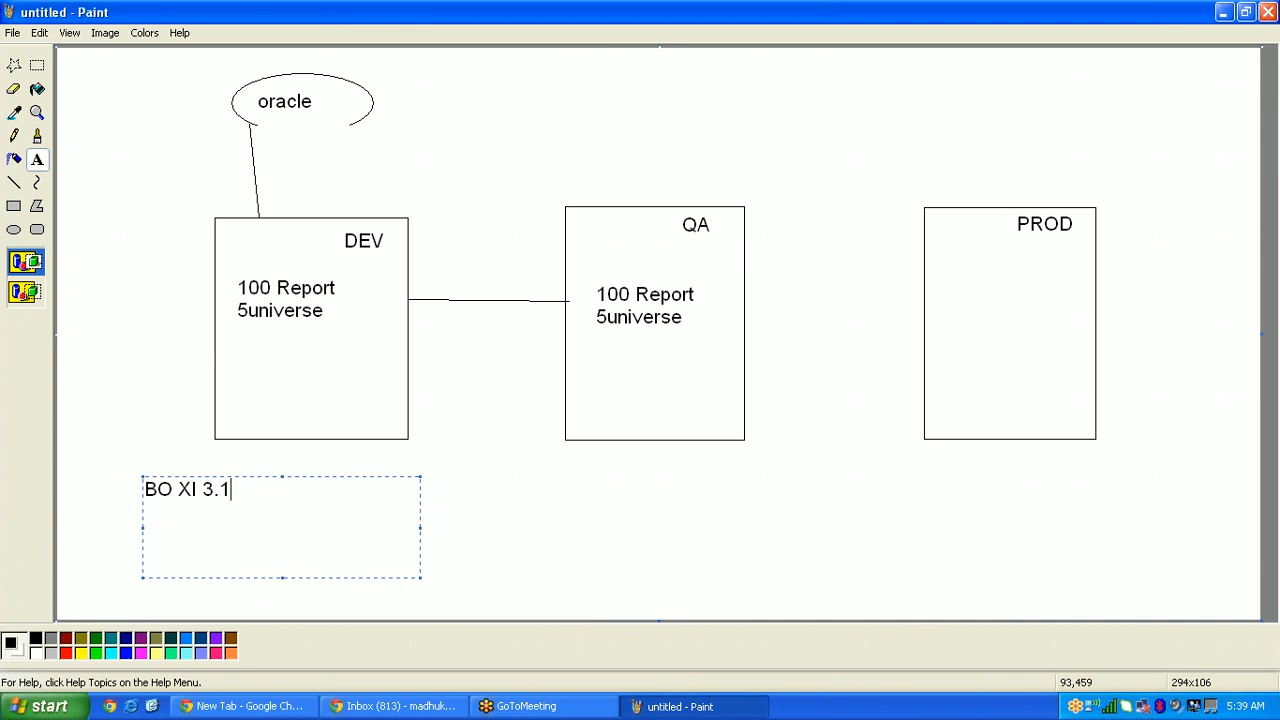 untitled - Paint
File Edit View Image Colors Help
oracle
DEV
100 Report
5universe
QA
100 Report
5universe
PROD
BO XI 3.1
For Help, click Help Topics on the Help Menu.
93,459
294x106
start
New Tab - Google Ch...
Inbox (813) - madhuk...
GoToMeeting
untitled - Paint
5:39 AM